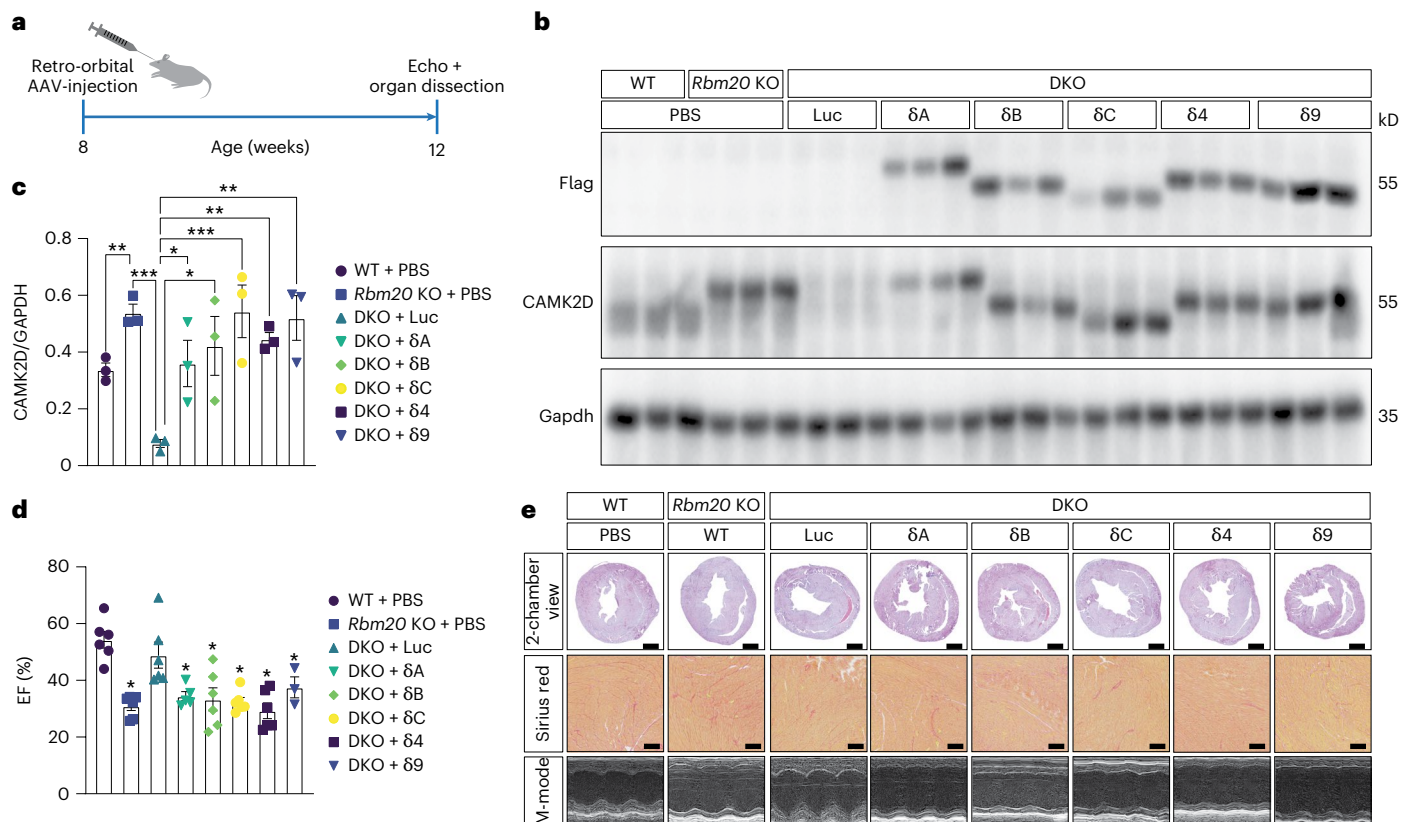 a
Retro-orbital
AAV-injection
Echo +
organ dissection
8
Age (weeks)
12
b
WT
Rbm20 KO
DKO
PBS
Luc
δA
δB
δC
δ4
δ9
kD
Flag
55
CAMK2D
55
Gapdh
35
c
**
**
***
*
**
***
*
0.8
0.6
0.4
0.2
0
CAMK2D/GAPDH
WT + PBS
Rbm20 KO + PBS
DKO + Luc
DKO + δA
DKO + δB
DKO + δC
DKO + δ4
DKO + δ9
d
80
60
40
20
0
EF (%)
*
*
*
*
*
*
WT + PBS
Rbm20 KO + PBS
DKO + Luc
DKO + δA
DKO + δB
DKO + δC
DKO + δ4
DKO + δ9
e
WT
Rbm20 KO
DKO
PBS
WT
Luc
δA
δB
δC
δ4
δ9
2-chamber
view
Sirius red
M-mode